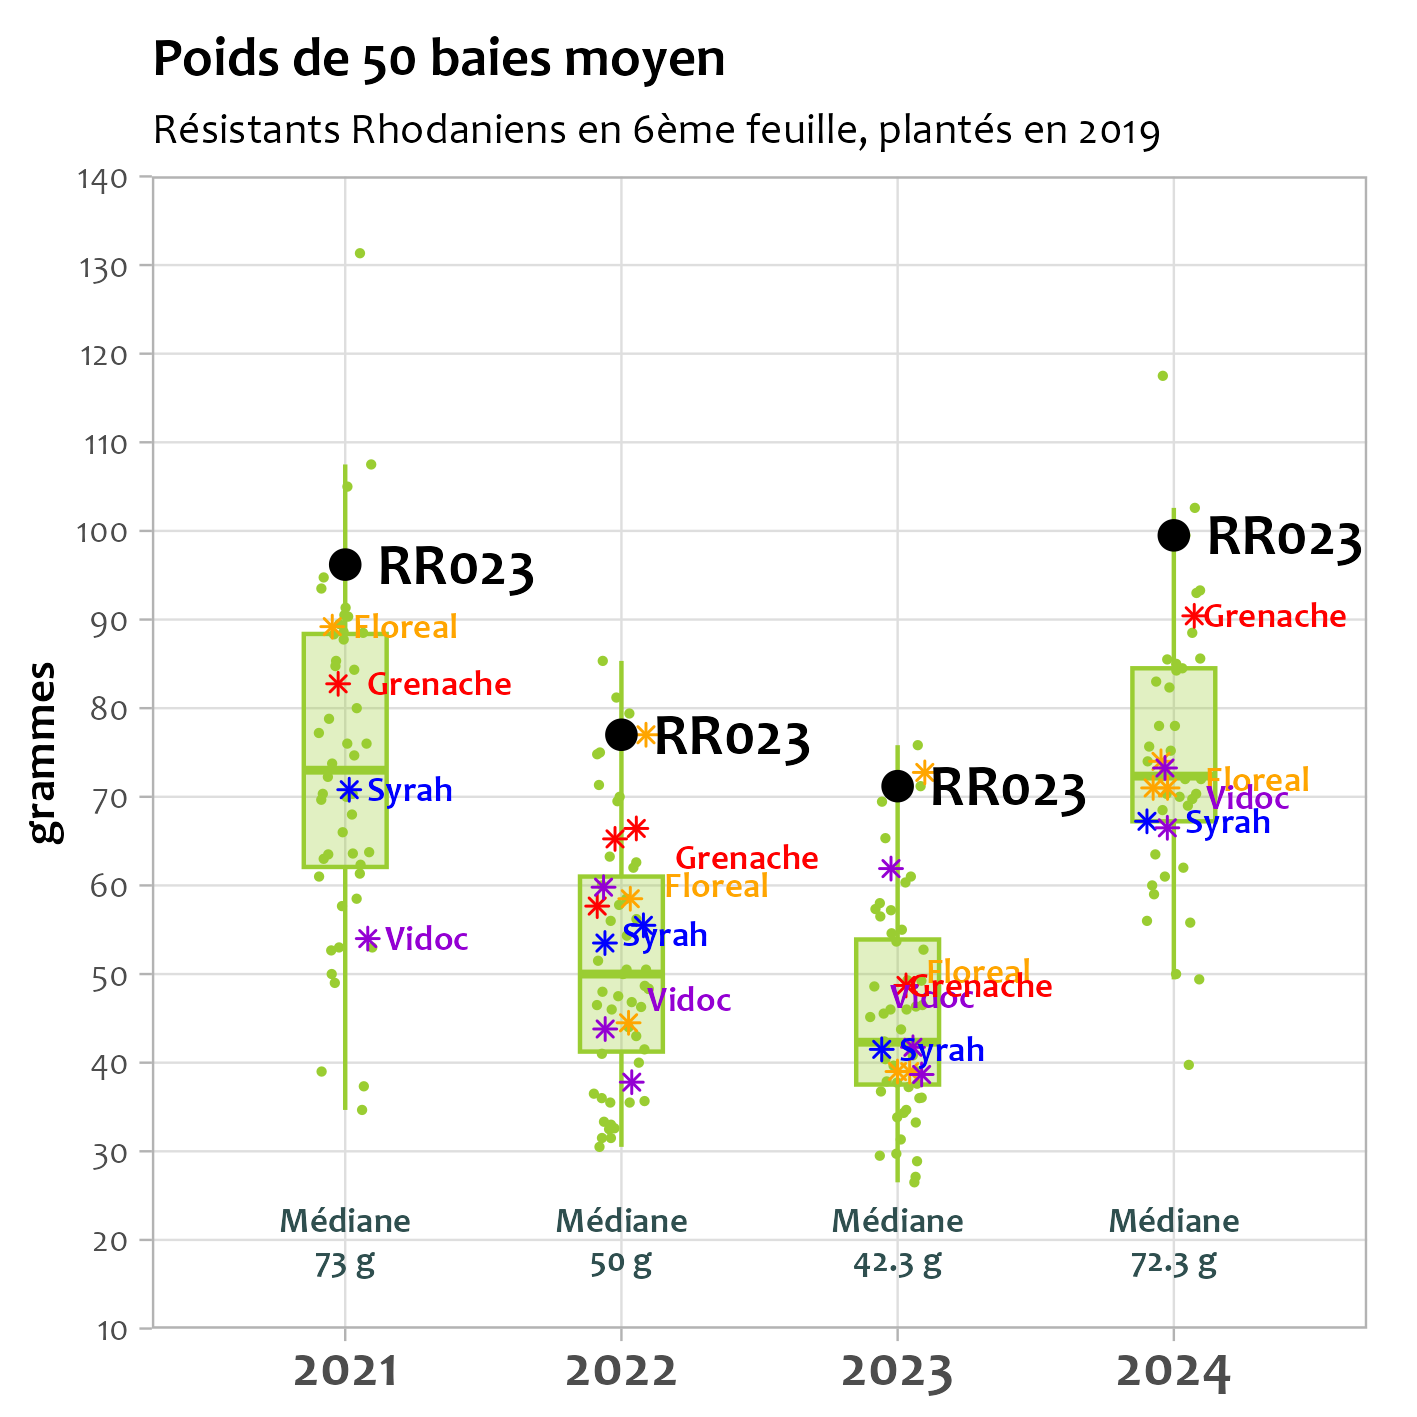 Poids de 50 baies moyen
Résistants Rhodaniens en 6ème feuille, plantés en 2019
grammes
140
130
120
110
100
90
80
70
60
50
40
30
20
10
RR023
Floreal
Grenache
Syrah
Vidoc
Médiane
73 g
2021
RR023
Grenache
Floreal
Syrah
Vidoc
Médiane
50 g
2022
RR023
Floreal
Grenache
Vidoc
Syrah
Médiane
42.3 g
2023
RR023
Grenache
Floreal
Vidoc
Syrah
Médiane
72.3 g
2024